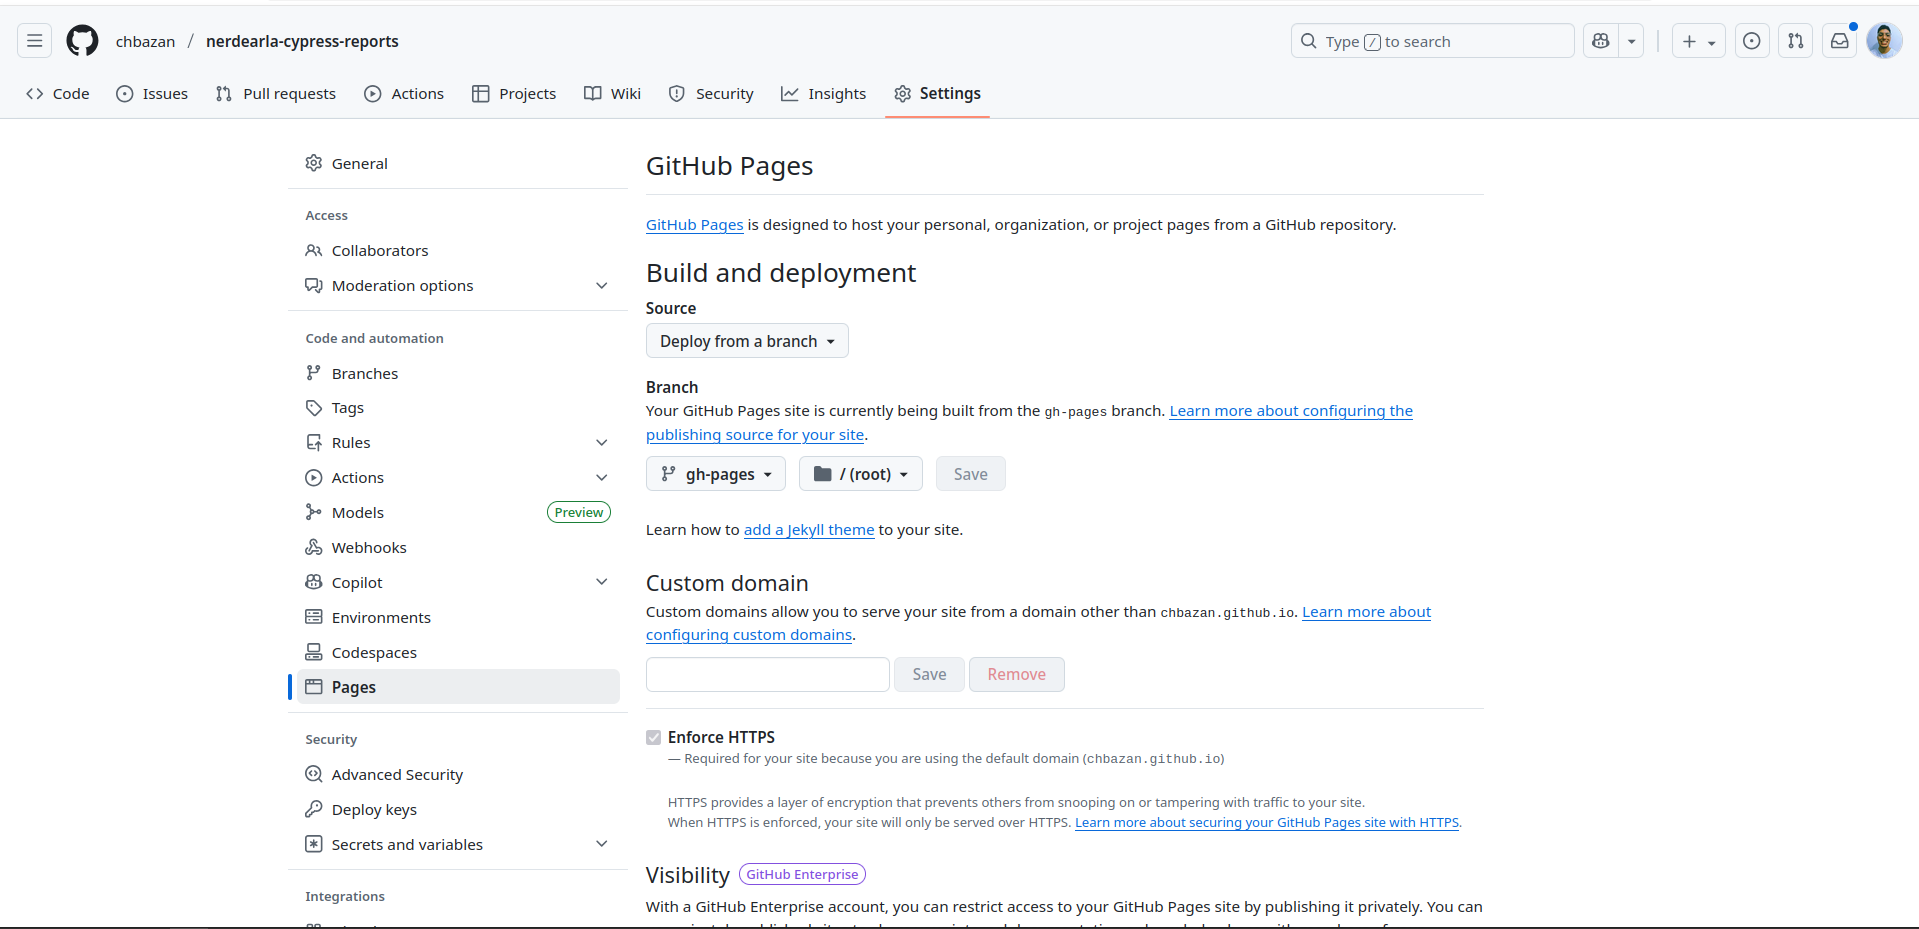 chbazan / nerdearla-cypress-reports
Type / to search
Code
Issues
Pull requests
Actions
Projects
Wiki
Security
Insights
Settings
General
Access
Collaborators
Moderation options
Code and automation
Branches
Tags
Rules
Actions
Models
Preview
Webhooks
Copilot
Environments
Codespaces
Pages
Security
Advanced Security
Deploy keys
Secrets and variables
Integrations
GitHub Pages
GitHub Pages is designed to host your personal, organization, or project pages from a GitHub repository.
Build and deployment
Source
Deploy from a branch
Branch
Your GitHub Pages site is currently being built from the gh-pages branch. Learn more about configuring the
publishing source for your site.
gh-pages
/ (root)
Save
Learn how to add a Jekyll theme to your site.
Custom domain
Custom domains allow you to serve your site from a domain other than chbazan.github.io. Learn more about
configuring custom domains.
Save
Remove
Enforce HTTPS
— Required for your site because you are using the default domain (chbazan.github.io)
HTTPS provides a layer of encryption that prevents others from snooping on or tampering with traffic to your site.
When HTTPS is enforced, your site will only be served over HTTPS. Learn more about securing your GitHub Pages site with HTTPS.
Visibility
GitHub Enterprise
With a GitHub Enterprise account, you can restrict access to your GitHub Pages site by publishing it privately. You can